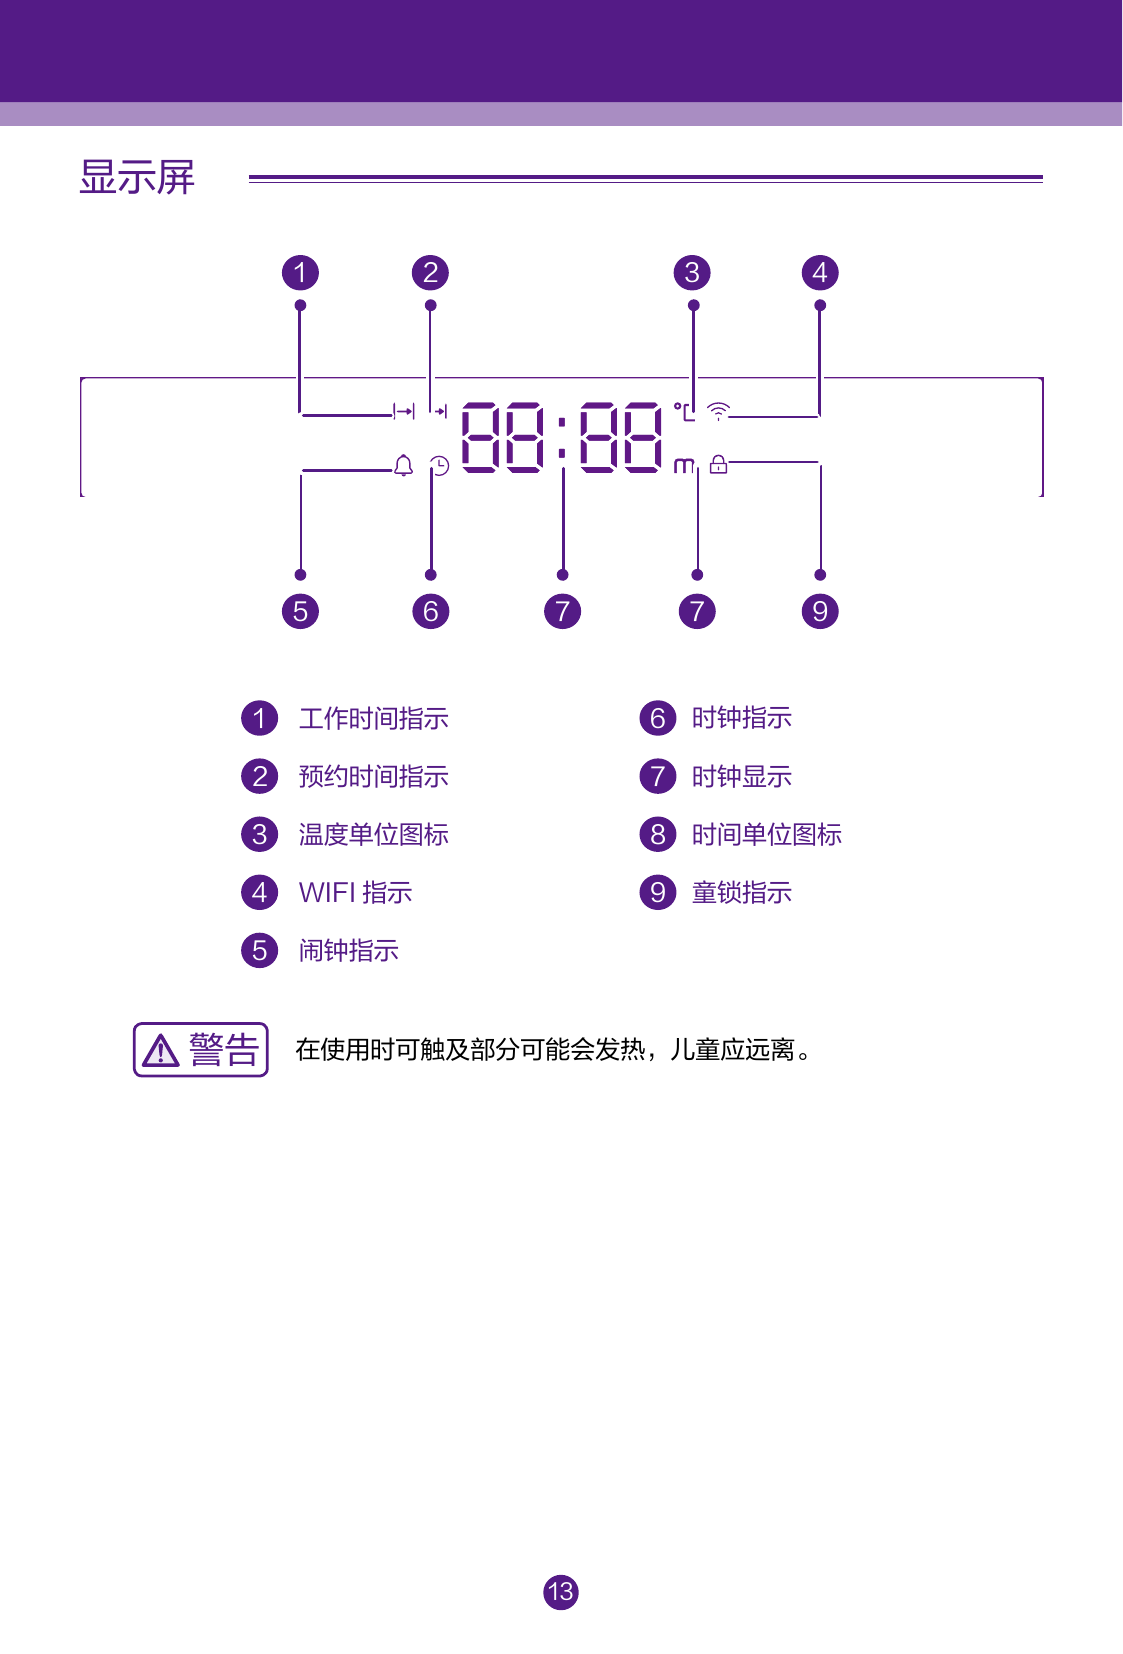 显示屏
1 2 3 4
88:88 ℃
m
5 6 7 7 9
1 工作时间指示
2 预约时间指示
3 温度单位图标
4 WIFI 指示
5 闹钟指示
6 时钟指示
7 时钟显示
8 时间单位图标
9 童锁指示
警告 在使用时可触及部分可能会发热，儿童应远离。
13